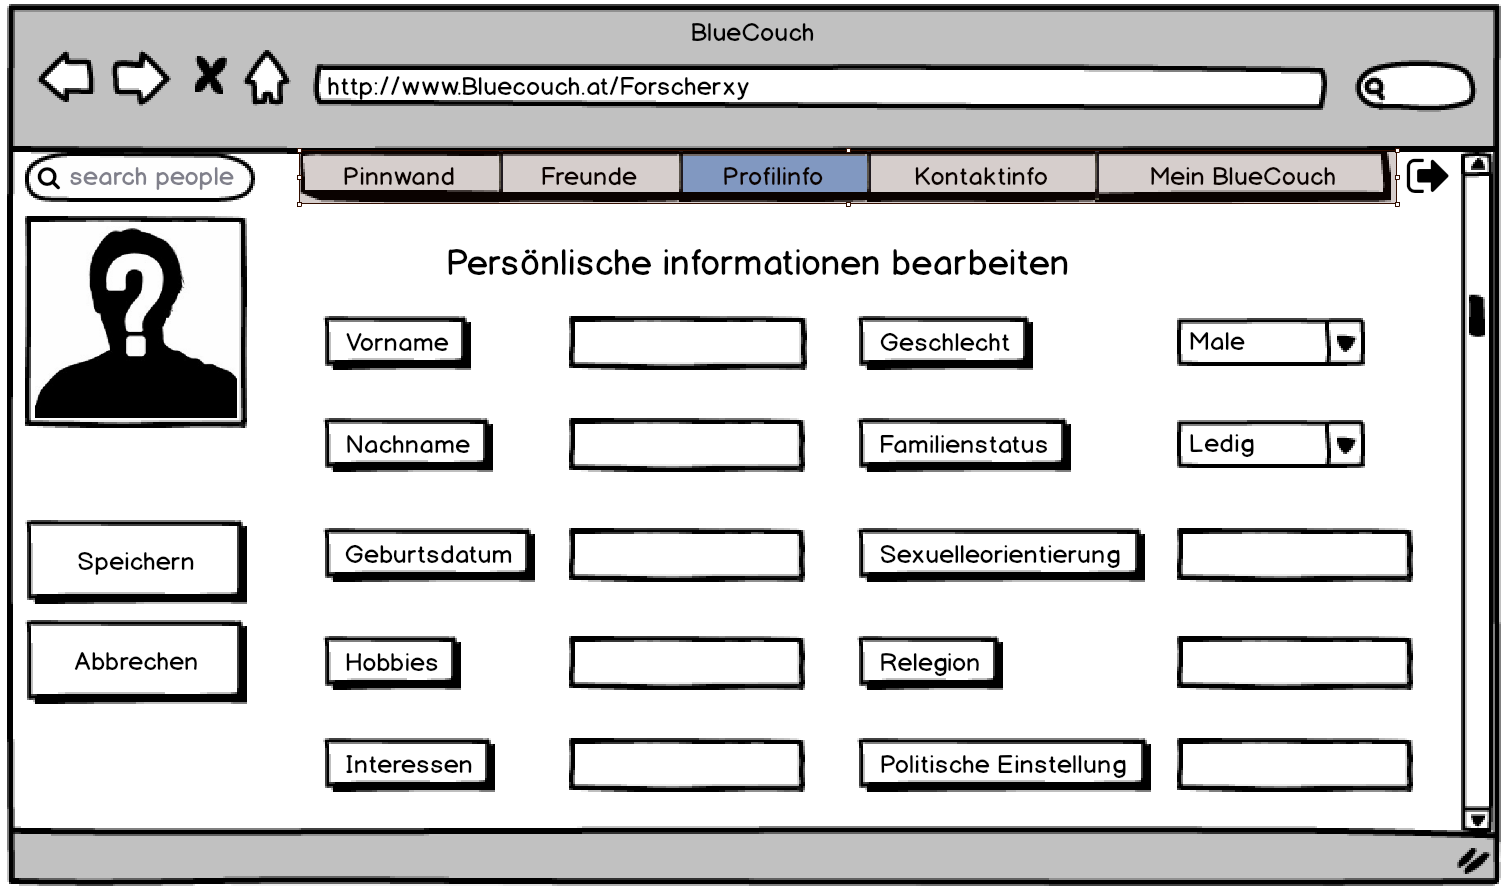 BlueCouch
http://www.Bluecouch.at/Forscherxy
search people
Pinnwand Freunde Profilinfo Kontaktinfo Mein BlueCouch
Persönlische informationen bearbeiten
Vorname Geschlecht Male
Nachname Familienstatus Ledig
Speichern
Geburtsdatum Sexuelleorientierung
Abbrechen
Hobbies Relegion
Interessen Politische Einstellung